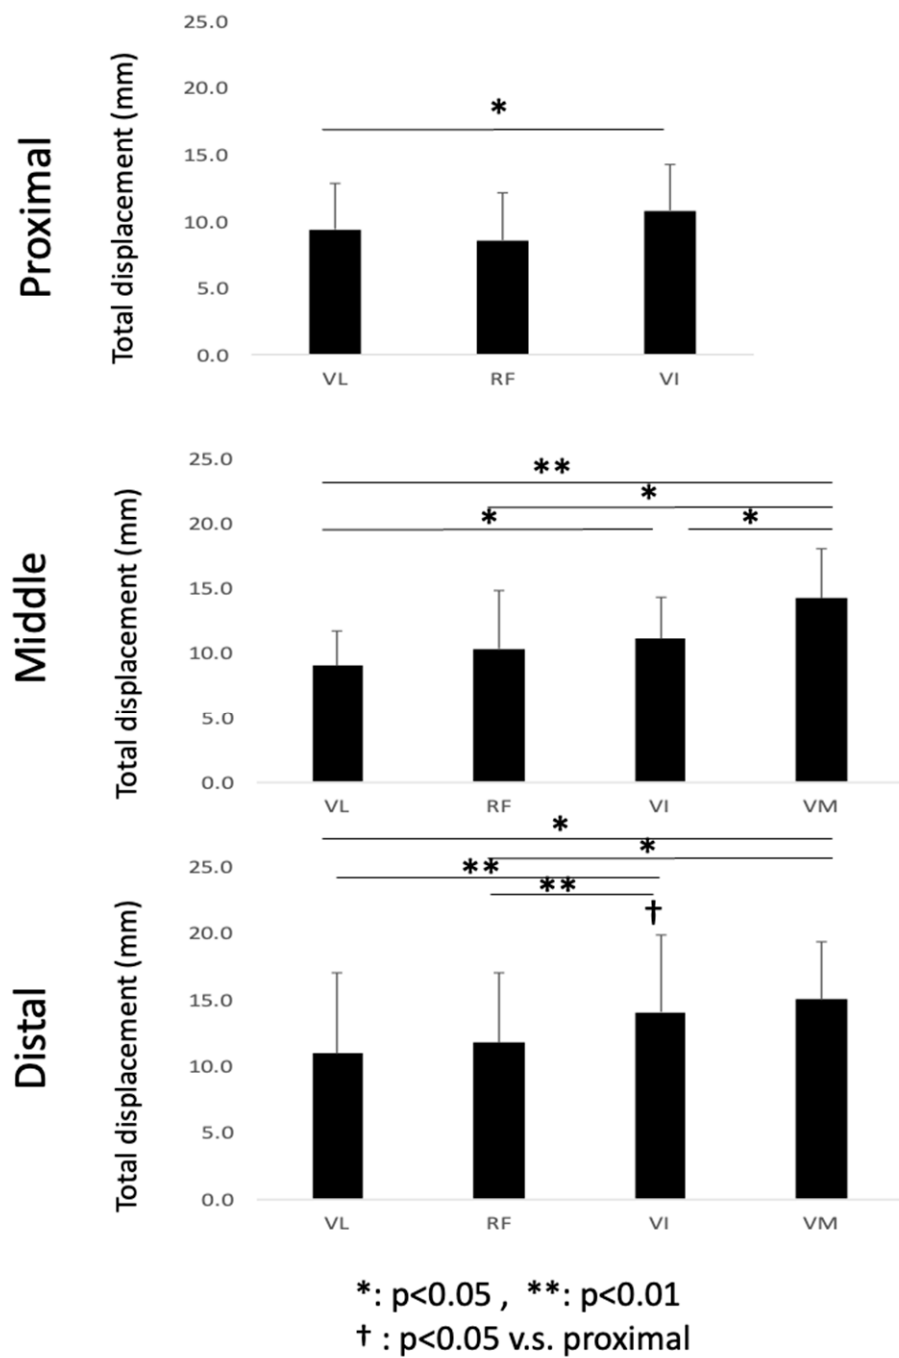 Proximal
Total displacement (mm)
25.0
20.0
15.0
10.0
5.0
0.0
*
VL RF VI
Middle
Total displacement (mm)
25.0
20.0
15.0
10.0
5.0
0.0
**
*
* *
VL RF VI VM
Distal
Total displacement (mm)
25.0
20.0
15.0
10.0
5.0
0.0
*
*
**
**
†
VL RF VI VM
*: p<0.05 , **: p<0.01
† : p<0.05 v.s. proximal